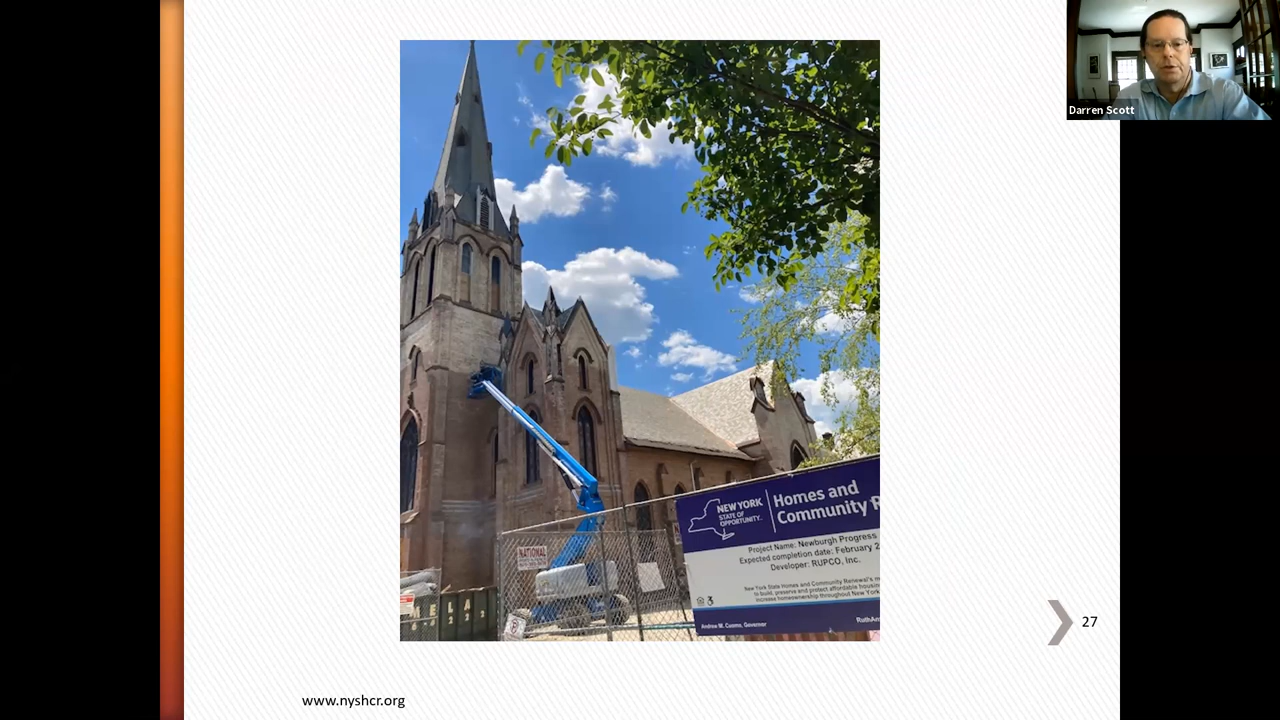 Darren Scott
NEW YORK
STATE OF
OPPORTUNITY.
Homes and
Community R
Project Name: Newburgh Progress
Expected completion date: February 2
Developer: RUPCO, Inc.
New York State Homes and Community Renewal's m
to build, preserve and protect affordable housin
increase homeownership throughout New York
Andrew M. Cuomo, Governor
RuthAn
NATIONAL
27
www.nyshcr.org